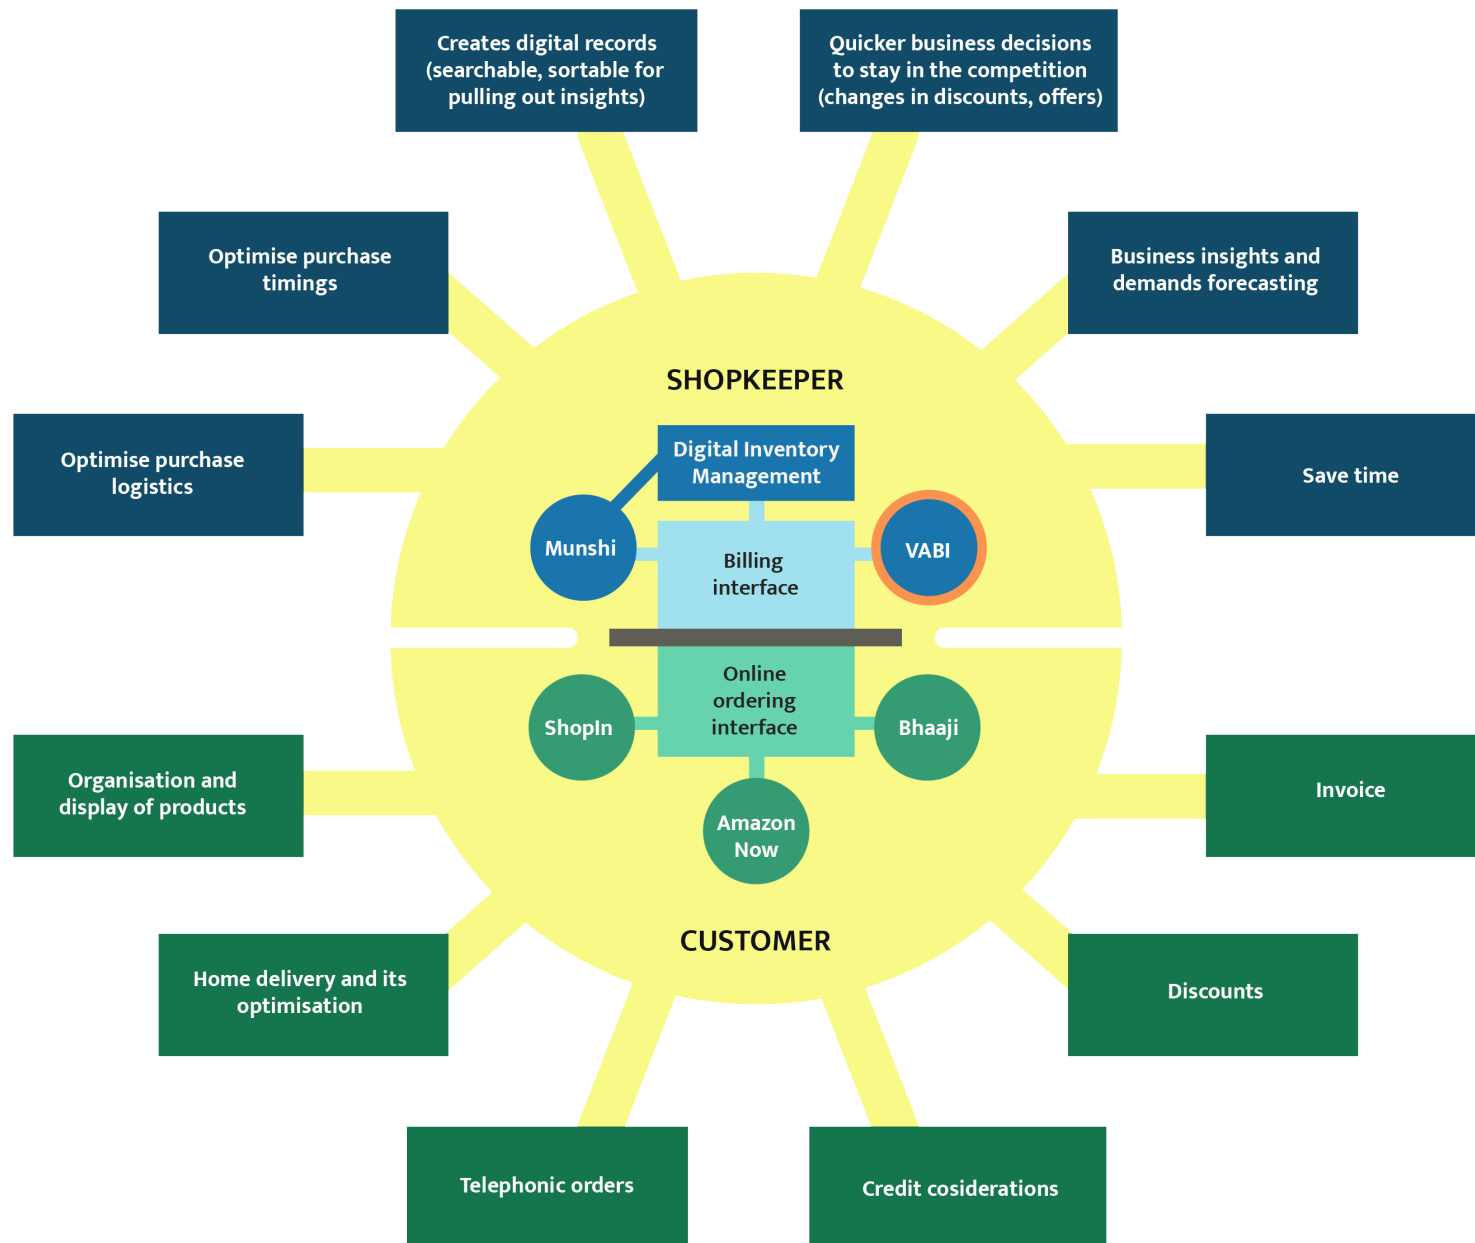 Creates digital records
(searchable, sortable for
pulling out insights)
Quicker business decisions
to stay in the competition
(changes in discounts, offers)
Optimise purchase
timings
Business insights and
demands forecasting
Optimise purchase
logistics
Save time
SHOPKEEPER
Digital Inventory
Management
Munshi
Billing
interface
VABI
Online
ordering
interface
ShopIn
Bhaaji
Amazon
Now
CUSTOMER
Organisation and
display of products
Invoice
Home delivery and its
optimisation
Discounts
Telephonic orders
Credit cosiderations